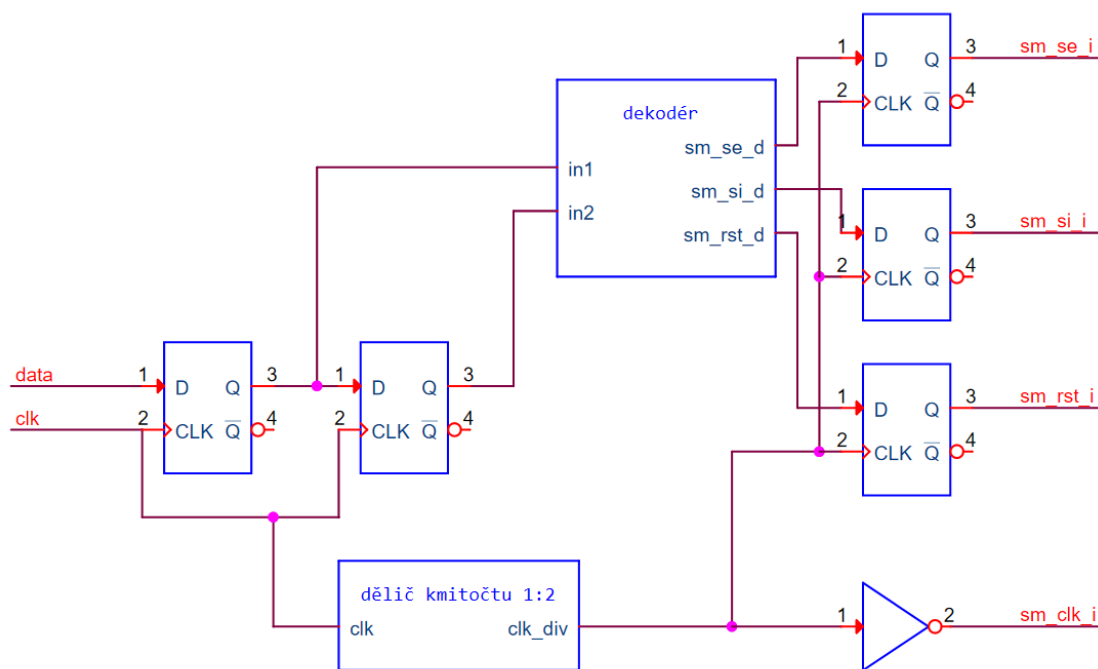 1 D Q 3 sm_se_i
2 CLK Q 4
dekodér
sm_se_d
in1
sm_si_d
in2
sm_rst_d
1 D Q 3 sm_si_i
2 CLK Q 4
data 1 D Q 3
clk 2 CLK Q 4
1 D Q 3
2 CLK Q 4
1 D Q 3 sm_rst_i
2 CLK Q 4
dělič kmitočtu 1:2
clk clk_div
1 2 sm_clk_i